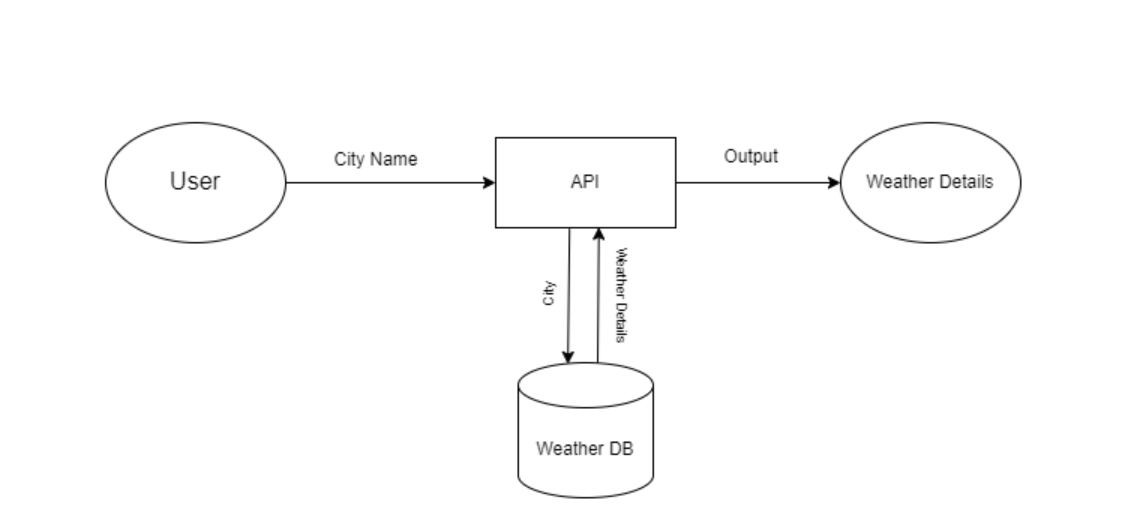 User
City Name
API
Output
Weather Details
City
Weather Details
Weather DB